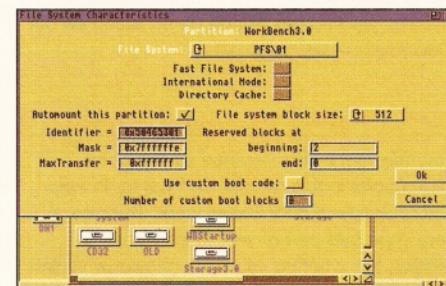 File System Characteristics
Partition: WorkBench3.0
File System: PFS\01
Fast File System:
International Mode:
Directory Cache:
Automount this partition: File system block size: 512
Identifier = 0x50465301 Reserved blocks at
Mask = 0x7ffffffe beginning: 2
MaxTransfer = 0xffffff end: 0
Ok
Use custom boot code:
Number of custom boot blocks 0 Cancel
System Storage
DH1
CD32 OLD WBStartup
Storage3.0